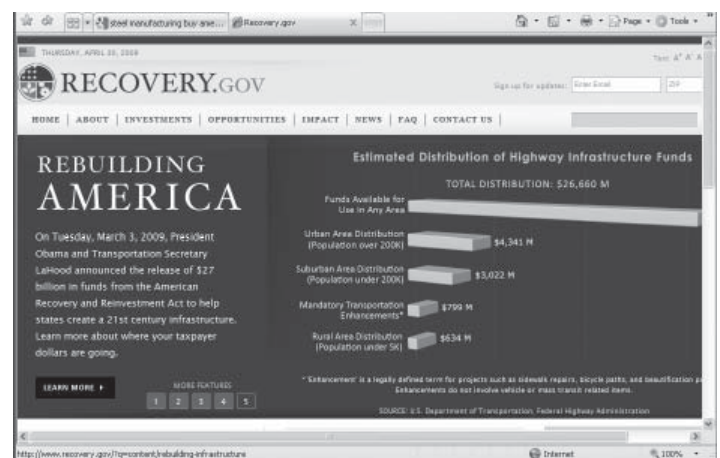 steel manufacturing buy ame...
Recovery.gov
Page
Tools
THURSDAY, APRIL 30, 2009
Text A+ A A
RECOVERY.GOV
Sign up for updates:
Enter Email
HOME | ABOUT | INVESTMENTS | OPPORTUNITIES | IMPACT | NEWS | FAQ | CONTACT US |
REBUILDING
AMERICA
On Tuesday, March 3, 2009, President
Obama and Transportation Secretary
LaHood announced the release of $27
billion in funds from the American
Recovery and Reinvestment Act to help
states create a 21st century infrastructure.
Learn more about where your taxpayer
dollars are going.
LEARN MORE
MORE FEATURES
1 2 3 4 5
Estimated Distribution of Highway Infrastructure Funds
TOTAL DISTRIBUTION: $26,660 M
Funds Available for
Use in Any Area
Urban Area Distribution
(Population over 200K)
$4,341 M
Suburban Area Distribution
(Population under 200K)
$3,022 M
Mandatory Transportation
Enhancements*
$799 M
Rural Area Distribution
(Population under 5K)
$634 M
* 'Enhancement' is a legally defined term for projects such as sidewalk repairs, bicycle paths, and beautification
Enhancements do not involve vehicle or mass transit related items.
SOURCE: U.S. Department of Transportation, Federal Highway Administration
http://www.recovery.gov/?q=content/rebuilding-infrastructure
Internet
100%